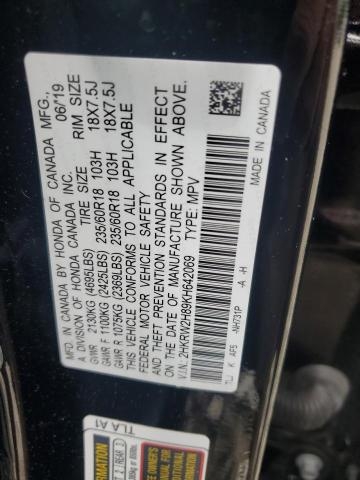 MFD. IN CANADA BY HONDA OF CANADA MFG.,
A DIVISION OF HONDA CANADA INC. 06/19
TIRE SIZE RIM SIZE
GVWR 2130KG (4695LBS)
GAWR F 1100KG (2425LBS) 235/60R18 103H 18X7.5J
GAWR R 1075KG (2369LBS) 235/60R18 103H 18X7.5J
THIS VEHICLE CONFORMS TO ALL APPLICABLE
FEDERAL MOTOR VEHICLE SAFETY
AND THEFT PREVENTION STANDARDS IN EFFECT
ON THE DATE OF MANUFACTURE SHOWN ABOVE.
V.I.N: 2HKRW2H89KH642069 TYPE: MPV
TL K AF5 -NH731P -A -H
MADE IN CANADA
TLA A1